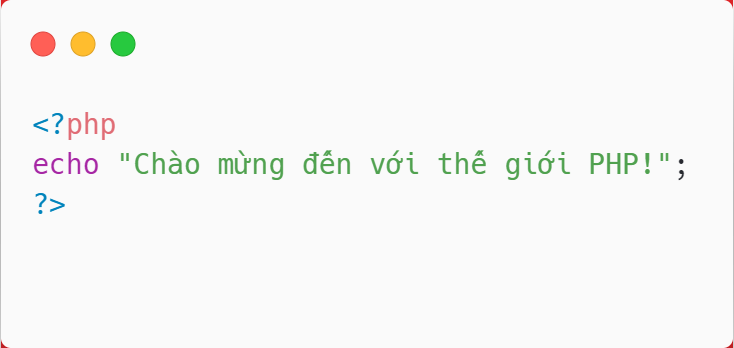 <?php
echo "Chào mừng đến với thế giới PHP!";
?>